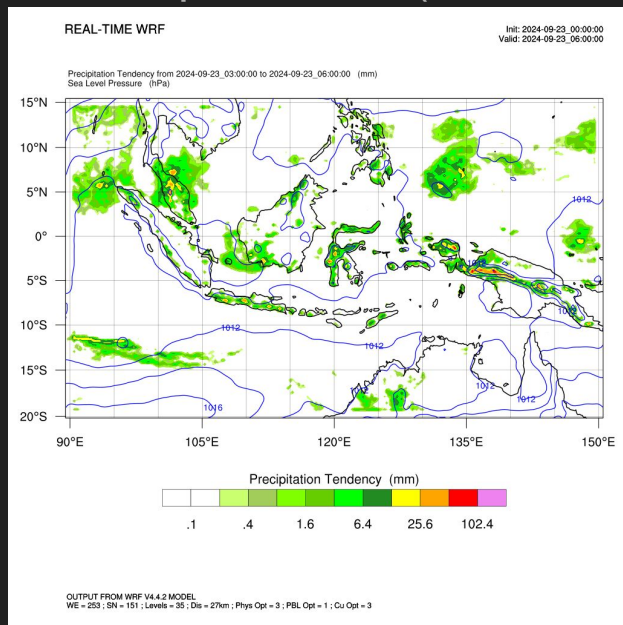 REAL-TIME WRF
Init: 2024-09-23_00:00:00
Valid: 2024-09-23_06:00:00
Precipitation Tendency from 2024-09-23_03:00:00 to 2024-09-23_06:00:00 (mm)
Sea Level Pressure (hPa)
15°N
10°N
5°N
0°
5°S
10°S
15°S
20°S
1012
1012
1012
1012
1012
1012
1016
90°E 105°E 120°E 135°E 150°E
Precipitation Tendency (mm)
.1 .4 1.6 6.4 25.6 102.4
OUTPUT FROM WRF V4.4.2 MODEL
WE = 253 ; SN = 151 ; Levels = 35 ; Dis = 27km ; Phys Opt = 3 ; PBL Opt = 1 ; Cu Opt = 3